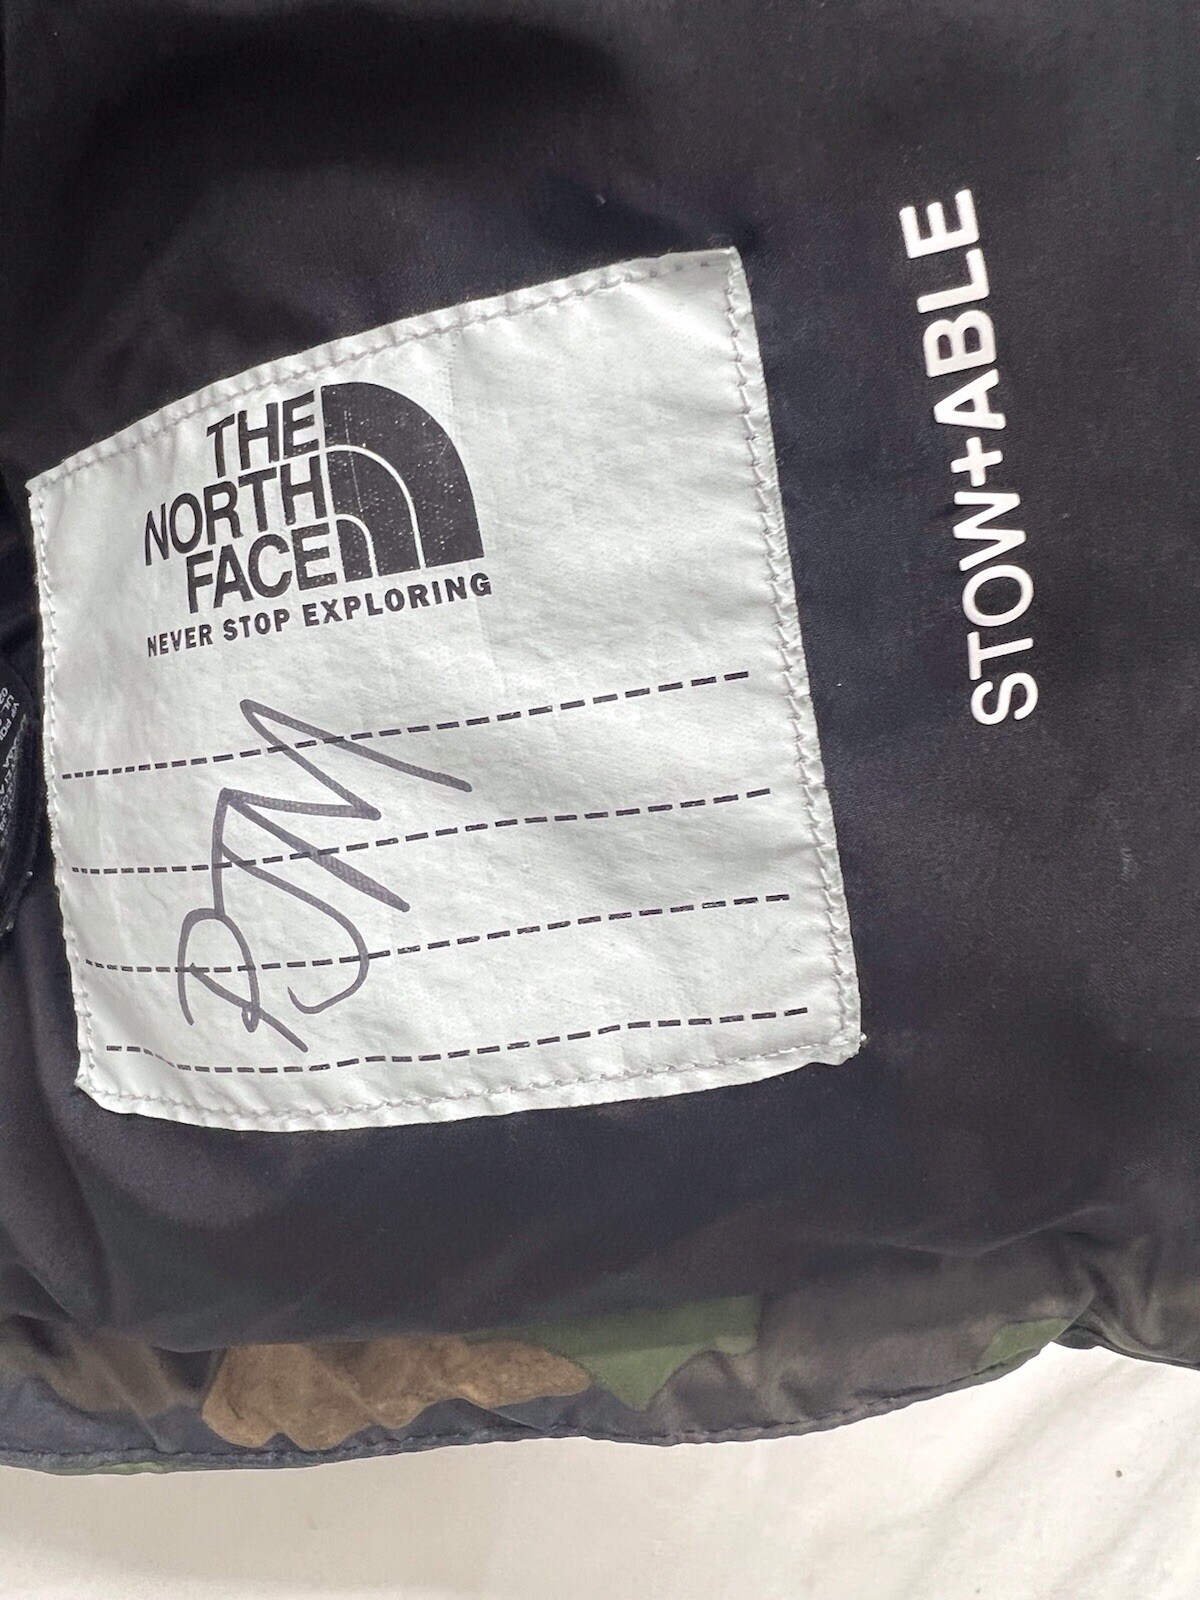 THE
NORTH
FACE
NEVER STOP EXPLORING
STOW+ABLE